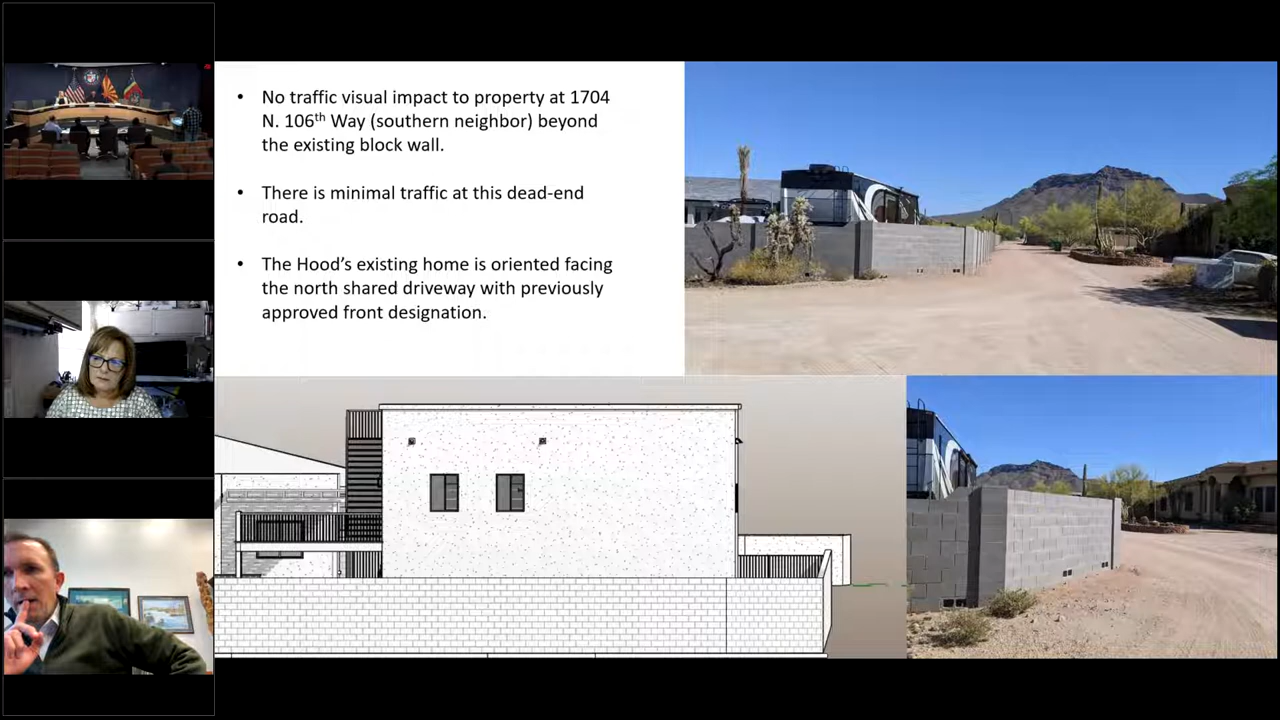 • No traffic visual impact to property at 1704
N. 106th Way (southern neighbor) beyond
the existing block wall.
• There is minimal traffic at this dead-end
road.
• The Hood's existing home is oriented facing
the north shared driveway with previously
approved front designation.